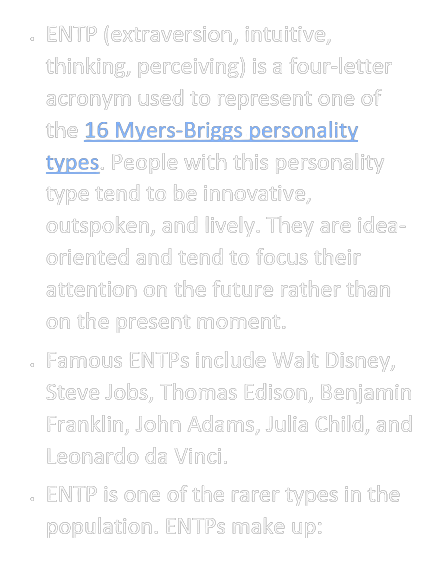 • ENTP (extraversion, intuitive,
thinking, perceiving) is a four-letter
acronym used to represent one of
the 16 Myers-Briggs personality
types. People with this personality
type tend to be innovative,
outspoken, and lively. They are idea-
oriented and tend to focus their
attention on the future rather than
on the present moment.
• Famous ENTPs include Walt Disney,
Steve Jobs, Thomas Edison, Benjamin
Franklin, John Adams, Julia Child, and
Leonardo da Vinci.
• ENTP is one of the rarer types in the
population. ENTPs make up: